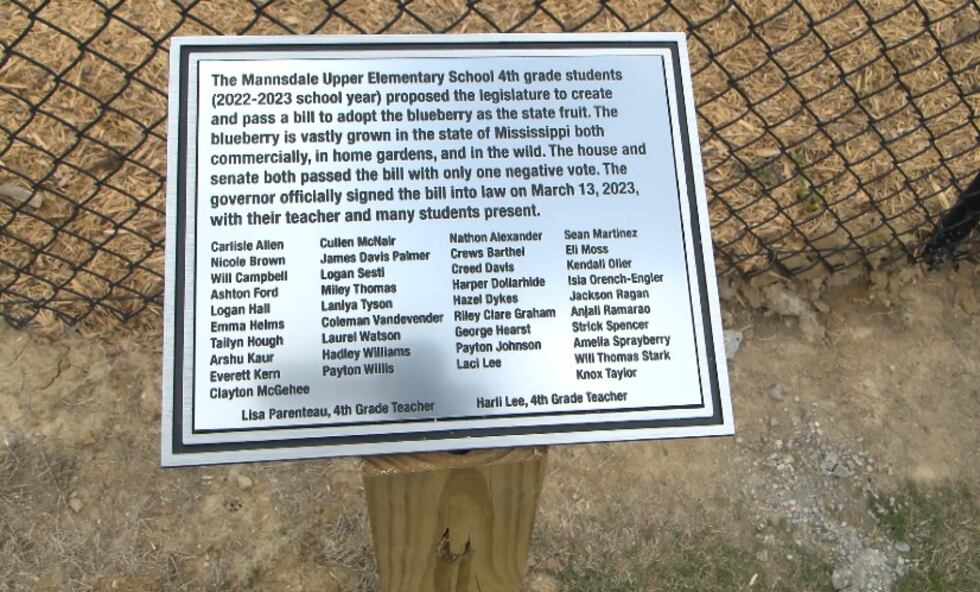 The Mannsdale Upper Elementary School 4th grade students
(2022-2023 school year) proposed the legislature to create
and pass a bill to adopt the blueberry as the state fruit. The
blueberry is vastly grown in the state of Mississippi both
commercially, in home gardens, and in the wild. The house and
senate both passed the bill with only one negative vote. The
governor officially signed the bill into law on March 13, 2023,
with their teacher and many students present.
Carlisle Allen
Nicole Brown
Will Campbell
Ashton Ford
Logan Hall
Emma Helms
Tailyn Hough
Arshu Kaur
Everett Kern
Clayton McGehee
Cullen McNair
James Davis Palmer
Logan Sesti
Miley Thomas
Laniya Tyson
Coleman Vandevender
Laurel Watson
Hadley Williams
Payton Willis
Nathon Alexander
Crews Barthel
Creed Davis
Harper Dollarhide
Hazel Dykes
Riley Clare Graham
George Hearst
Payton Johnson
Laci Lee
Sean Martinez
Eli Moss
Kendall Olier
Isla Orench-Engler
Jackson Ragan
Anjali Ramarao
Strick Spencer
Amelia Sprayberry
Will Thomas Stark
Knox Taylor
Lisa Parenteau, 4th Grade Teacher
Harli Lee, 4th Grade Teacher